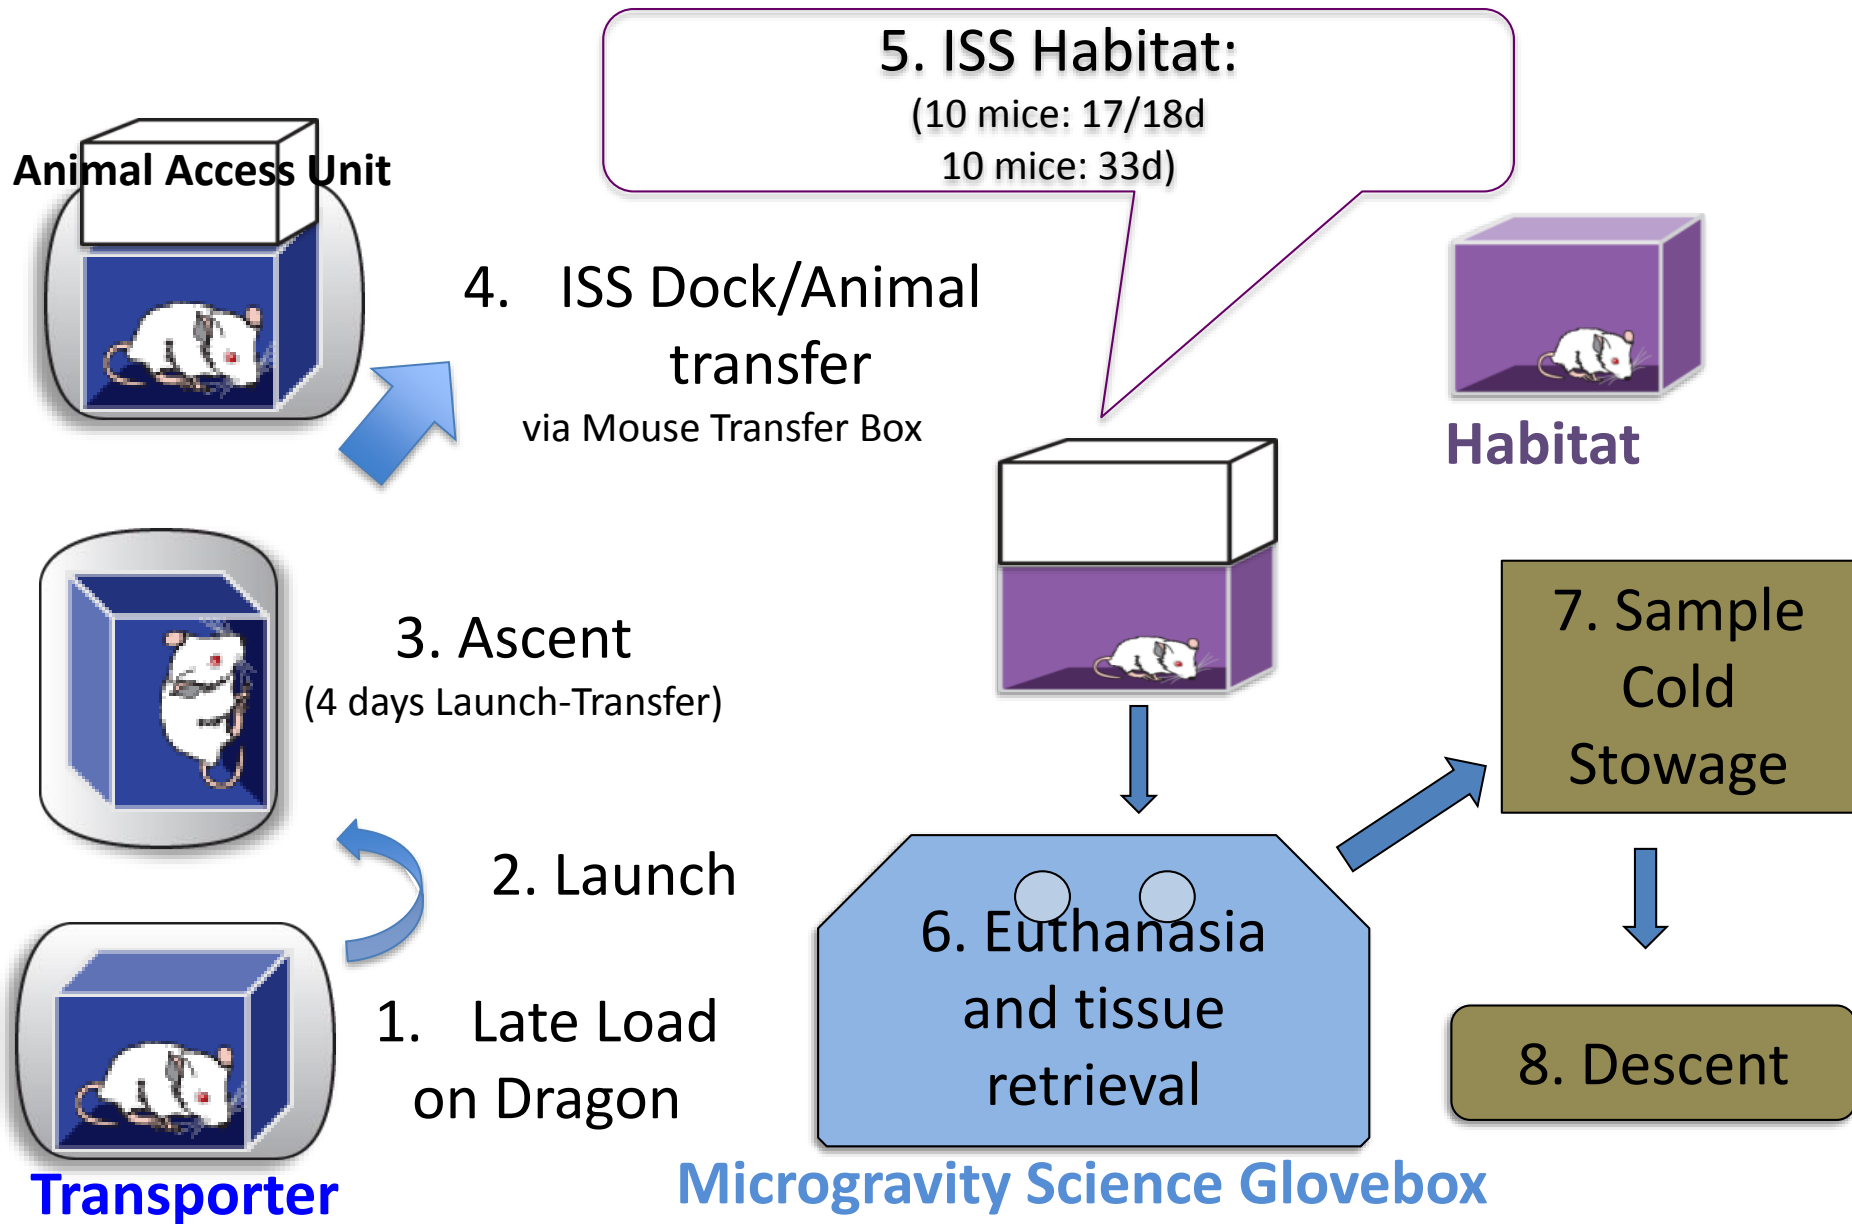 5. ISS Habitat:
(10 mice: 17/18d
10 mice: 33d)
Animal Access Unit
4. ISS Dock/Animal
transfer
via Mouse Transfer Box
Habitat
3. Ascent
(4 days Launch-Transfer)
7. Sample
Cold
Stowage
2. Launch
6. Euthanasia
and tissue
retrieval
1. Late Load
on Dragon
8. Descent
Transporter
Microgravity Science Glovebox